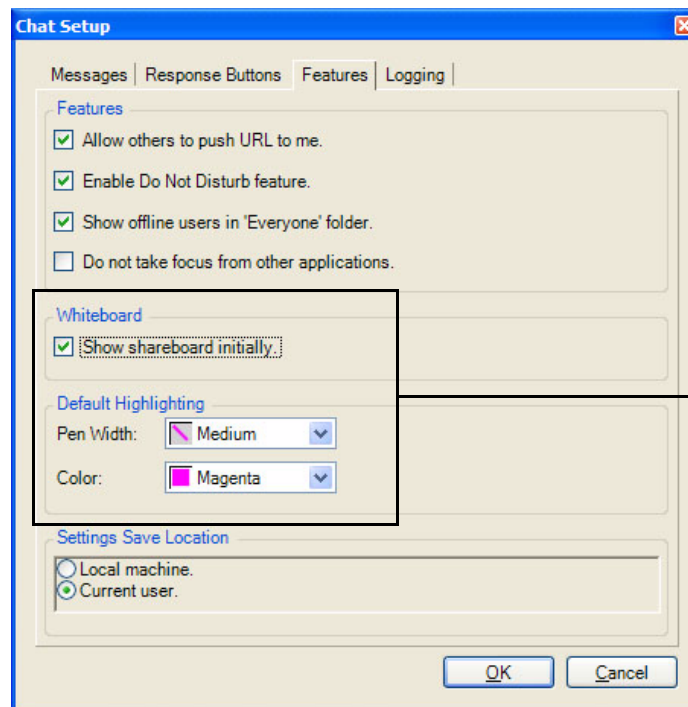 Chat Setup
Messages Response Buttons Features Logging
Features
Allow others to push URL to me.
Enable Do Not Disturb feature.
Show offline users in 'Everyone' folder.
Do not take focus from other applications.
Whiteboard
Show shareboard initially.
Default Highlighting
Pen Width: Medium
Color: Magenta
Settings Save Location
Local machine.
Current user.
OK Cancel